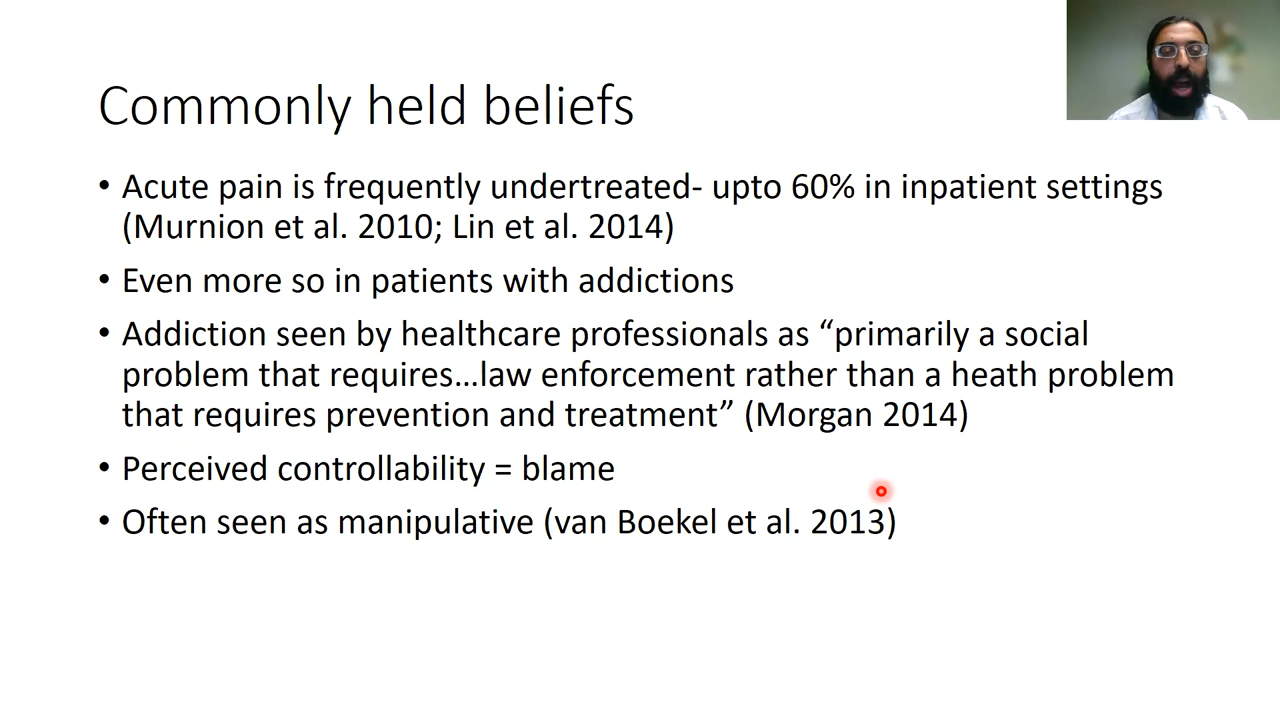 Commonly held beliefs
• Acute pain is frequently undertreated- upto 60% in inpatient settings
(Murnion et al. 2010; Lin et al. 2014)
• Even more so in patients with addictions
• Addiction seen by healthcare professionals as “primarily a social
problem that requires…law enforcement rather than a heath problem
that requires prevention and treatment” (Morgan 2014)
• Perceived controllability = blame
• Often seen as manipulative (van Boekel et al. 2013)